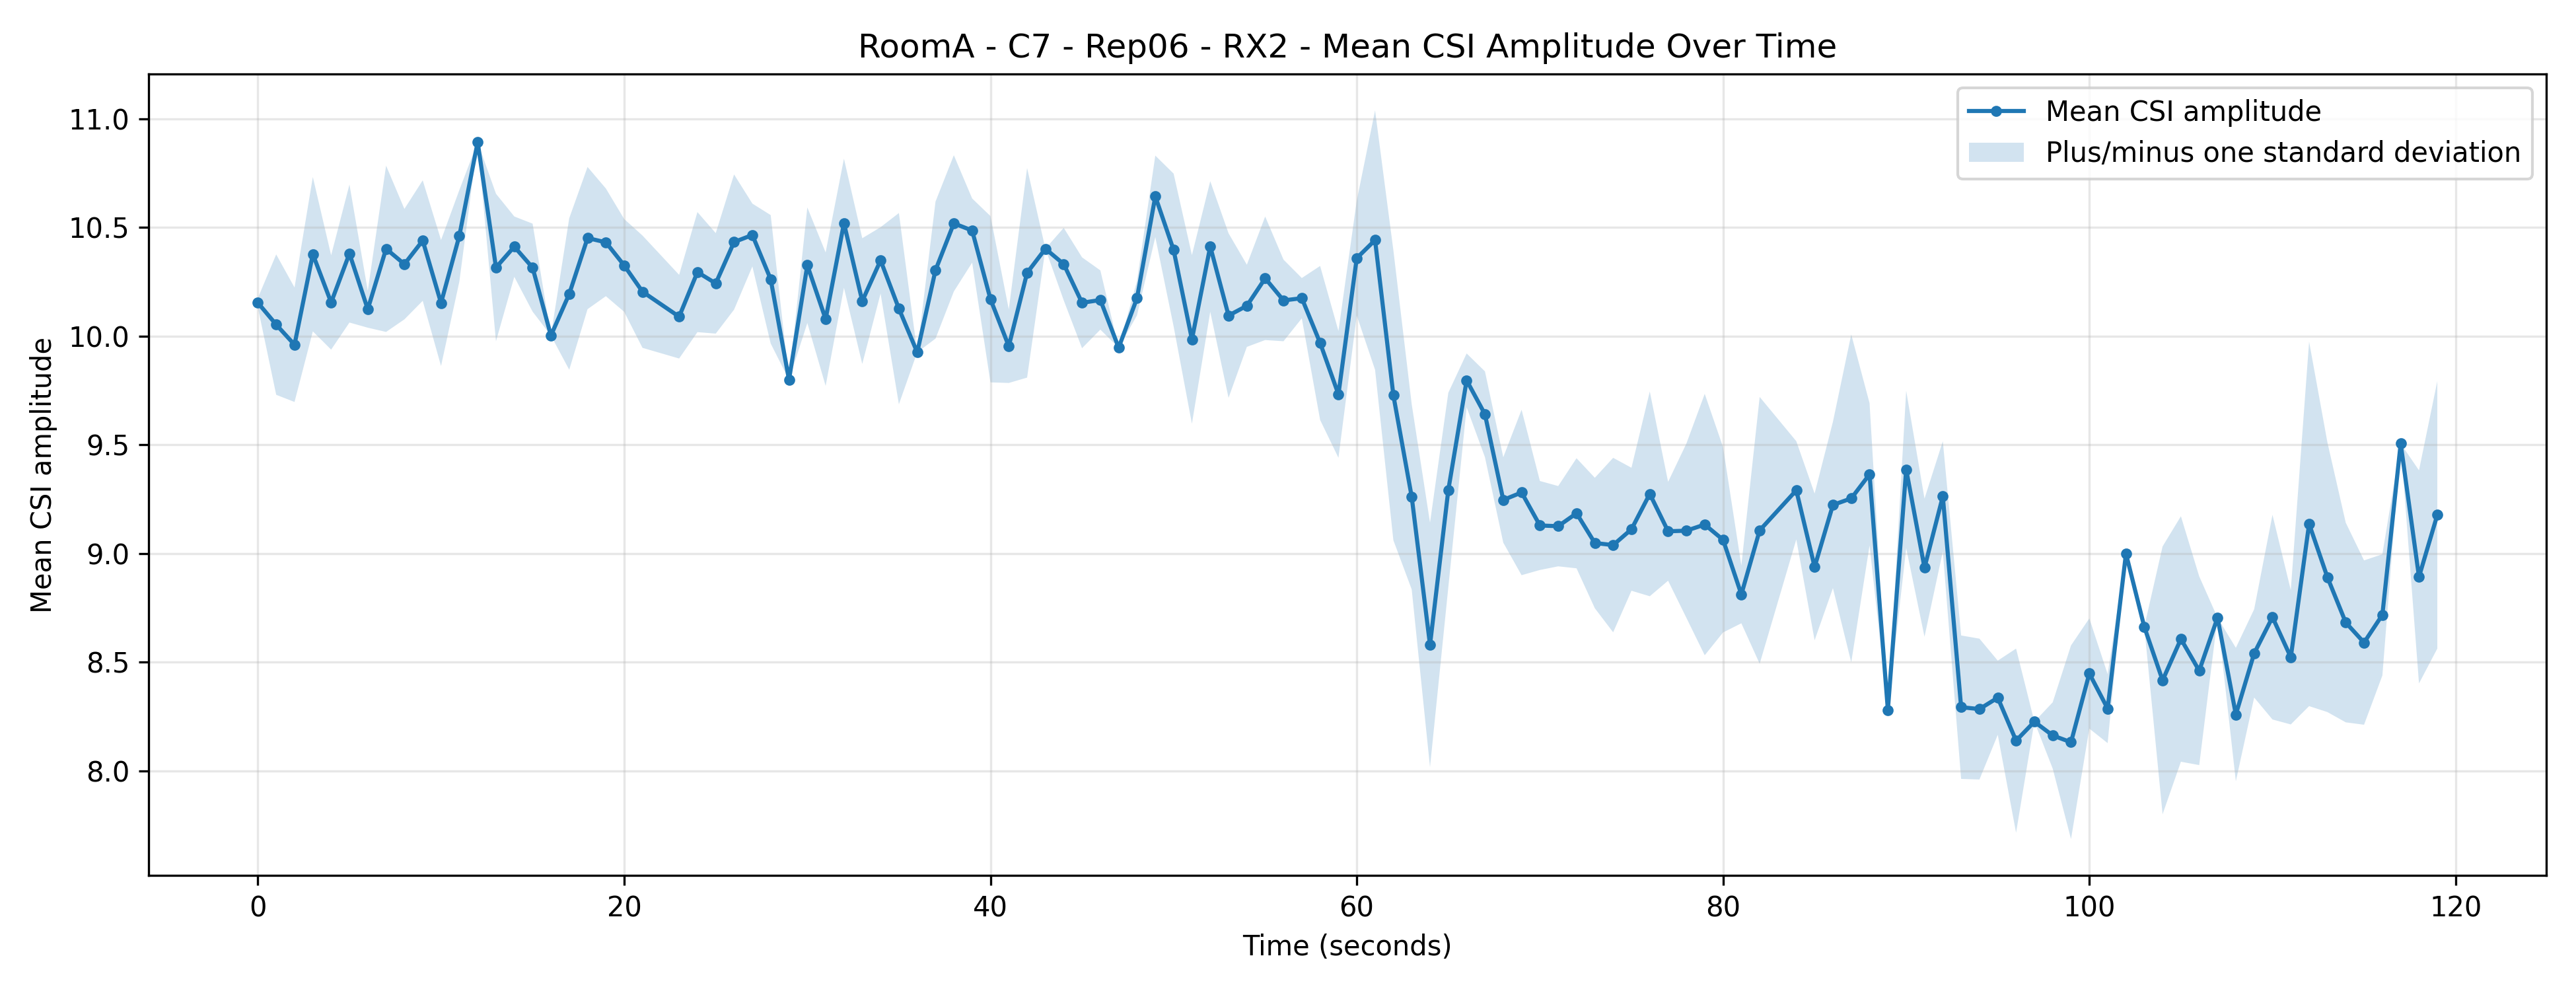 RoomA - C7 - Rep06 - RX2 - Mean CSI Amplitude Over Time
Mean CSI amplitude
Plus/minus one standard deviation
Mean CSI amplitude
11.0
10.5
10.0
9.5
9.0
8.5
8.0
0 20 40 60 80 100 120
Time (seconds)